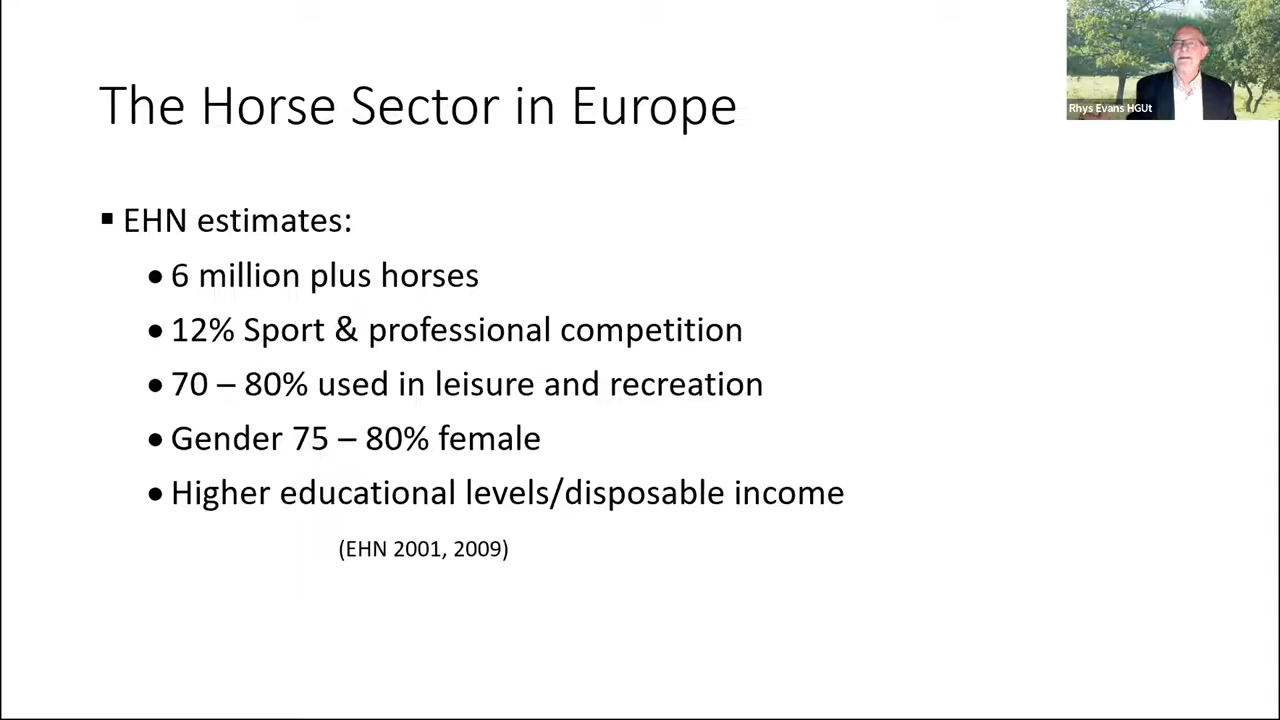 The Horse Sector in Europe
Rhys Evans HGUt
▪ EHN estimates:
• 6 million plus horses
• 12% Sport & professional competition
• 70 – 80% used in leisure and recreation
• Gender 75 – 80% female
• Higher educational levels/disposable income
(EHN 2001, 2009)